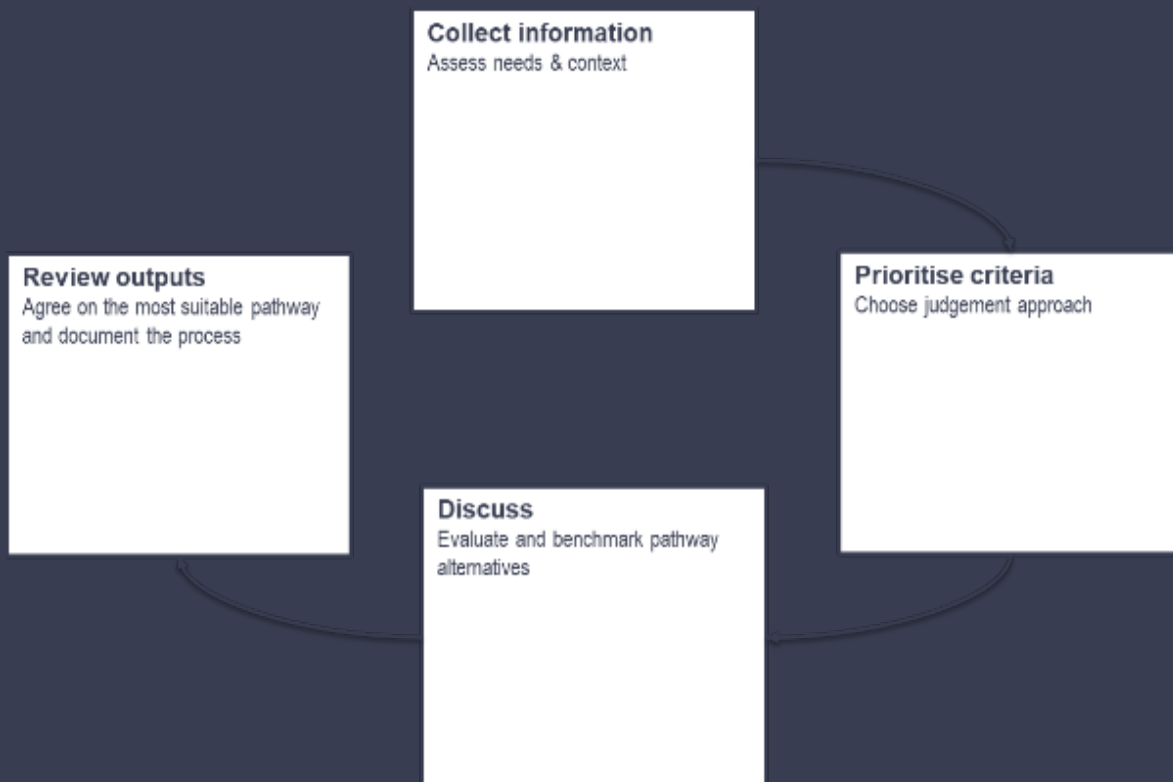 Collect information
Assess needs & context
Prioritise criteria
Choose judgement approach
Discuss
Evaluate and benchmark pathway
alternatives
Review outputs
Agree on the most suitable pathway
and document the process